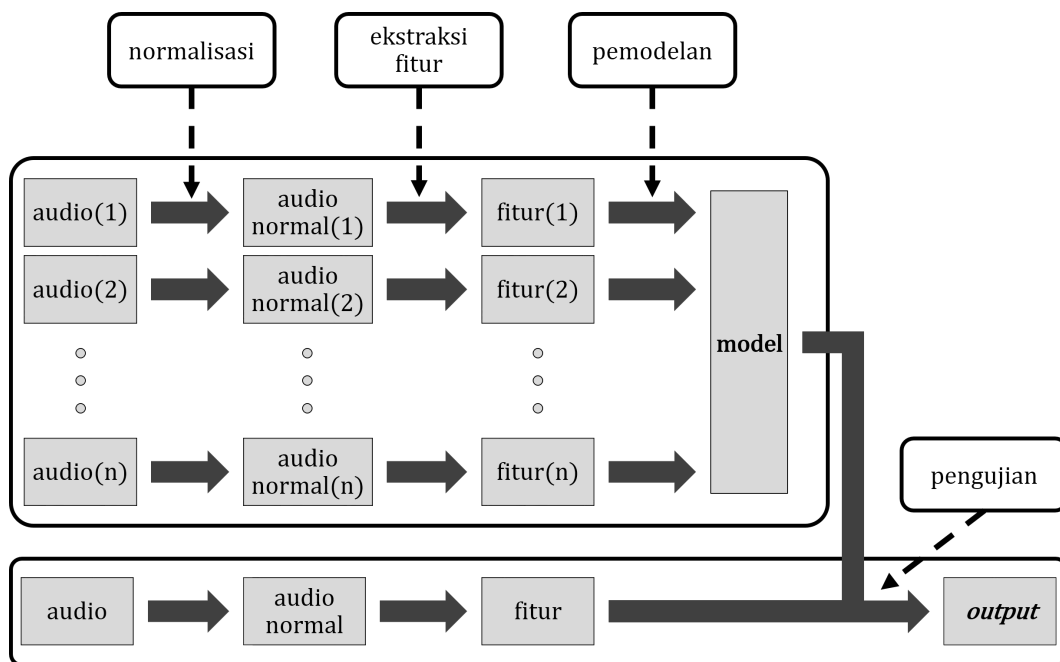 normalisasi
ekstraksi
fitur
pemodelan
audio(1)
audio
normal(1)
fitur(1)
audio(2)
audio
normal(2)
fitur(2)
model
audio(n)
audio
normal(n)
fitur(n)
pengujian
audio
audio
normal
fitur
output